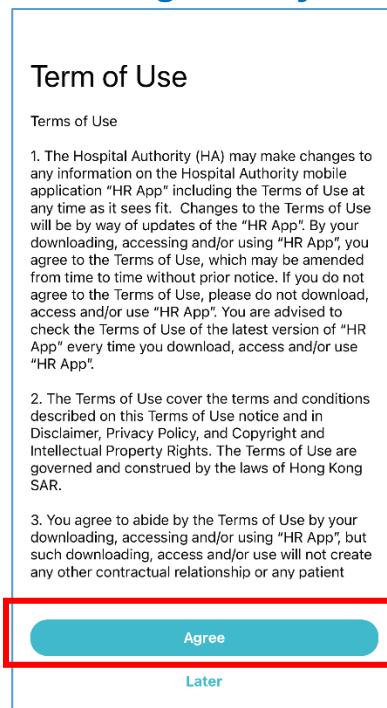 Term of Use
Terms of Use
1. The Hospital Authority (HA) may make changes to
any information on the Hospital Authority mobile
application “HR App” including the Terms of Use at
any time as it sees fit.  Changes to the Terms of Use
will be by way of updates of the “HR App”. By your
downloading, accessing and/or using “HR App”, you
agree to the Terms of Use, which may be amended
from time to time without prior notice. If you do not
agree to the Terms of Use, please do not download,
access and/or use “HR App”. You are advised to
check the Terms of Use of the latest version of “HR
App” every time you download, access and/or use
“HR App”.
2. The Terms of Use cover the terms and conditions
described on this Terms of Use notice and in
Disclaimer, Privacy Policy, and Copyright and
Intellectual Property Rights. The Terms of Use are
governed and construed by the laws of Hong Kong
SAR.
3. You agree to abide by the Terms of Use by your
downloading, accessing and/or using “HR App”, but
such downloading, access and/or use will not create
any other contractual relationship or any patient
Agree
Later